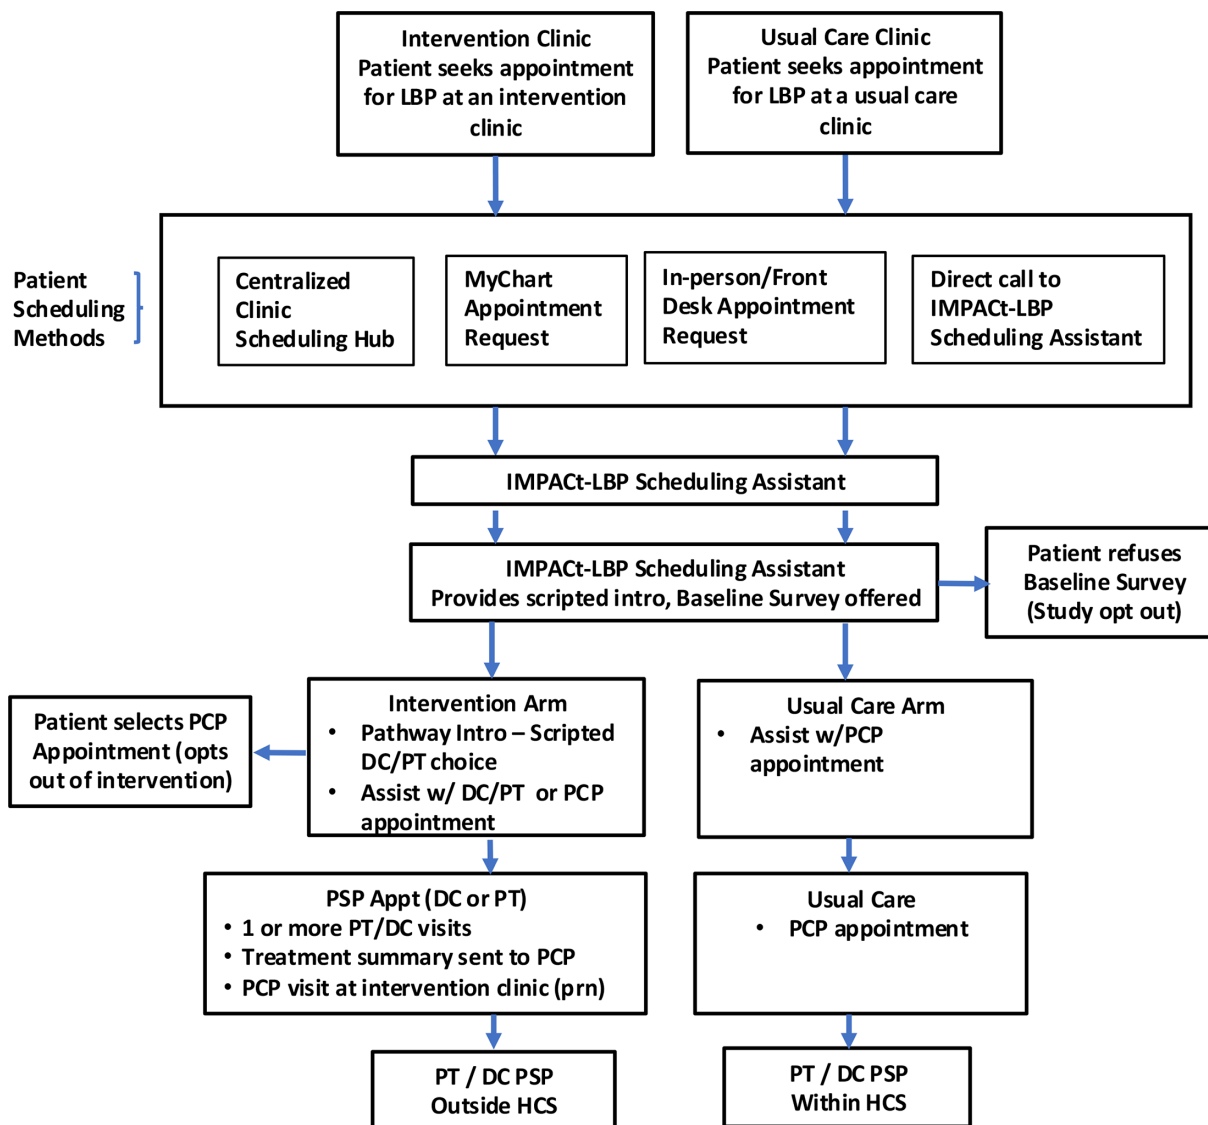 Intervention Clinic
Patient seeks appointment
for LBP at an intervention
clinic
Usual Care Clinic
Patient seeks appointment
for LBP at a usual care
clinic
Patient
Scheduling
Methods
Centralized
Clinic
Scheduling Hub
MyChart
Appointment
Request
In-person/Front
Desk Appointment
Request
Direct call to
IMPACt-LBP
Scheduling Assistant
IMPACt-LBP Scheduling Assistant
IMPACt-LBP Scheduling Assistant
Provides scripted intro, Baseline Survey offered
Patient refuses
Baseline Survey
(Study opt out)
Patient selects PCP
Appointment (opts
out of intervention)
Intervention Arm
• Pathway Intro – Scripted
DC/PT choice
• Assist w/ DC/PT or PCP
appointment
Usual Care Arm
• Assist w/PCP
appointment
PSP Appt (DC or PT)
• 1 or more PT/DC visits
• Treatment summary sent to PCP
• PCP visit at intervention clinic (prn)
Usual Care
• PCP appointment
PT / DC PSP
Outside HCS
PT / DC PSP
Within HCS